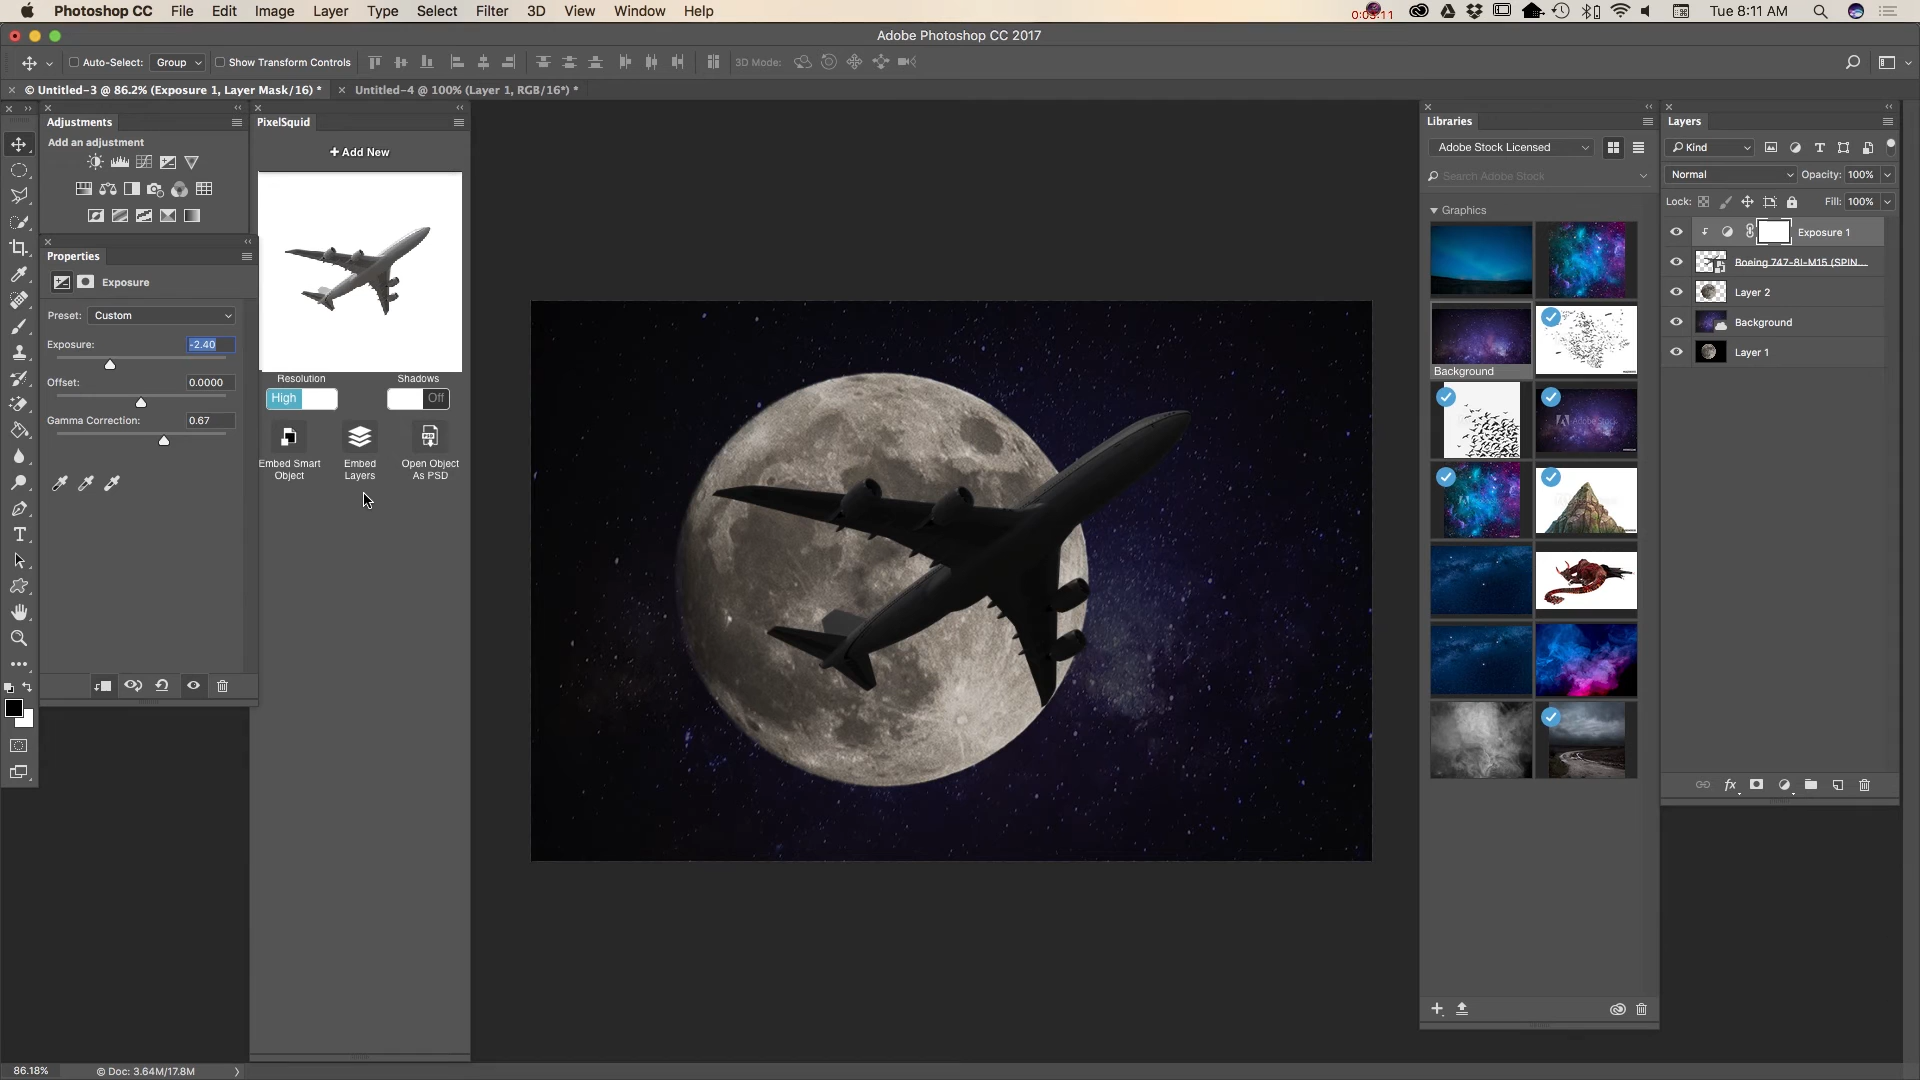 Photoshop CC File Edit Image Layer Type Select Filter 3D View Window Help
Tue 8:11 AM
Adobe Photoshop CC 2017
Auto-Select: Group Show Transform Controls 3D Mode:
© Untitled-3 @ 86.2% (Exposure 1, Layer Mask/16) * Untitled-4 @ 100% (Layer 1, RGB/16*) *
Adjustments
Add an adjustment
Properties
Exposure
Preset: Custom
Exposure: -2.40
Offset: 0.0000
Gamma Correction: 0.67
PixelSquid
+ Add New
Resolution Shadows
High Off
Embed Smart Object
Embed Layers
Open Object As PSD
Libraries
Adobe Stock Licensed
Search Adobe Stock
Graphics
Background
Layers
Kind
Normal Opacity: 100%
Lock: Fill: 100%
Exposure 1
Boeing 747-8I-M15 (SPIN...
Layer 2
Background
Layer 1
86.18% © Doc: 3.64M/17.8M